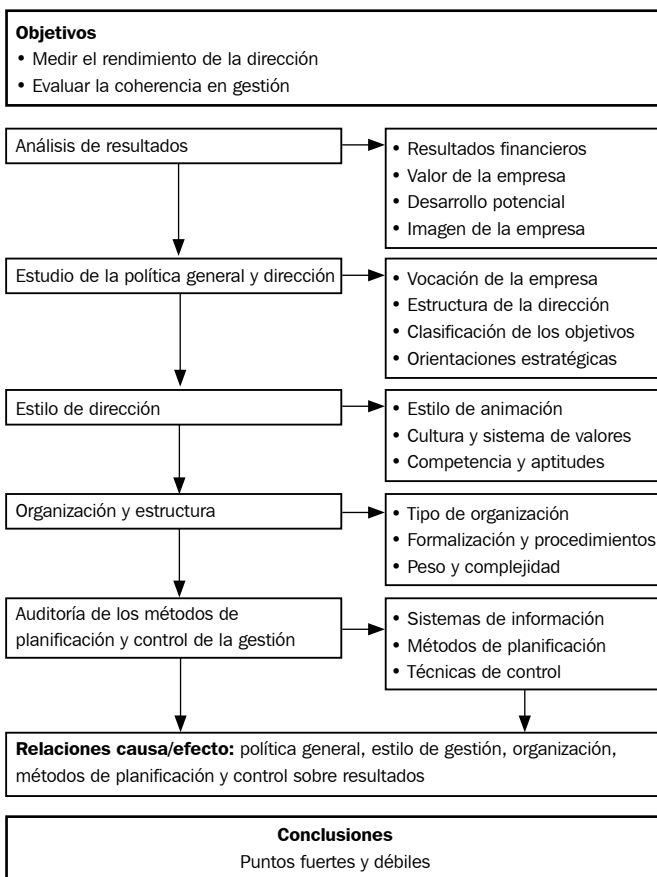 Objetivos
• Medir el rendimiento de la dirección
• Evaluar la coherencia en gestión
Análisis de resultados
• Resultados financieros
• Valor de la empresa
• Desarrollo potencial
• Imagen de la empresa
Estudio de la política general y dirección
• Vocación de la empresa
• Estructura de la dirección
• Clasificación de los objetivos
• Orientaciones estratégicas
Estilo de dirección
• Estilo de animación
• Cultura y sistema de valores
• Competencia y aptitudes
Organización y estructura
• Tipo de organización
• Formalización y procedimientos
• Peso y complejidad
Auditoría de los métodos de
planificación y control de la gestión
• Sistemas de información
• Métodos de planificación
• Técnicas de control
Relaciones causa/efecto: política general, estilo de gestión, organización,
métodos de planificación y control sobre resultados
Conclusiones
Puntos fuertes y débiles